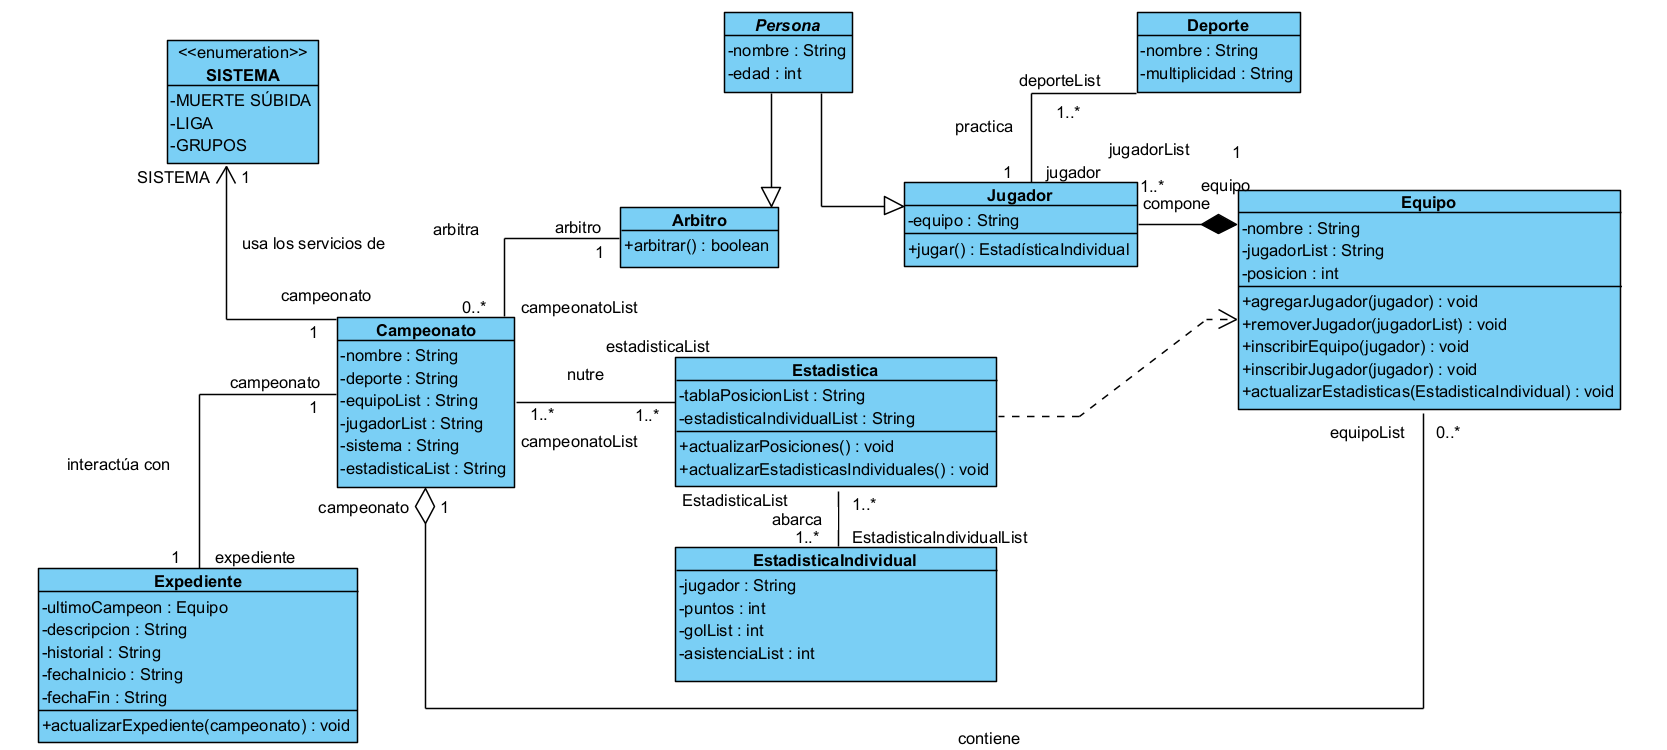 <<enumeration>>
SISTEMA
-MUERTE SÚBIDA
-LIGA
-GRUPOS
SISTEMA
1
usa los servicios de
campeonato
1
Persona
-nombre : String
-edad : int
Deporte
-nombre : String
-multiplicidad : String
deporteList
1..*
practica
1
jugador
jugadorList
1
1..*
equipo
compone
Jugador
-equipo : String
+jugar() : EstadísticaIndividual
Arbitro
+arbitrar() : boolean
arbitra
arbitro
1
0..*
campeonatoList
Equipo
-nombre : String
-jugadorList : String
-posicion : int
+agregarJugador(jugador) : void
+removerJugador(jugadorList) : void
+inscribirEquipo(jugador) : void
+inscribirJugador(jugador) : void
+actualizarEstadisticas(EstadisticaIndividual) : void
equipoList
0..*
Campeonato
-nombre : String
-deporte : String
-equipoList : String
-jugadorList : String
-sistema : String
-estadisticaList : String
estadisticaList
nutre
1..*
1..*
campeonatoList
Estadistica
-tablaPosicionList : String
-estadisticaIndividualList : String
+actualizarPosiciones() : void
+actualizarEstadisticasIndividuales() : void
EstadisticaList
1..*
abarca
1..*
EstadisticaIndividualList
EstadisticaIndividual
-jugador : String
-puntos : int
-golList : int
-asistenciaList : int
campeonato
1
interactúa con
campeonato
1
1
expediente
Expediente
-ultimoCampeon : Equipo
-descripcion : String
-historial : String
-fechaInicio : String
-fechaFin : String
+actualizarExpediente(campeonato) : void
contiene